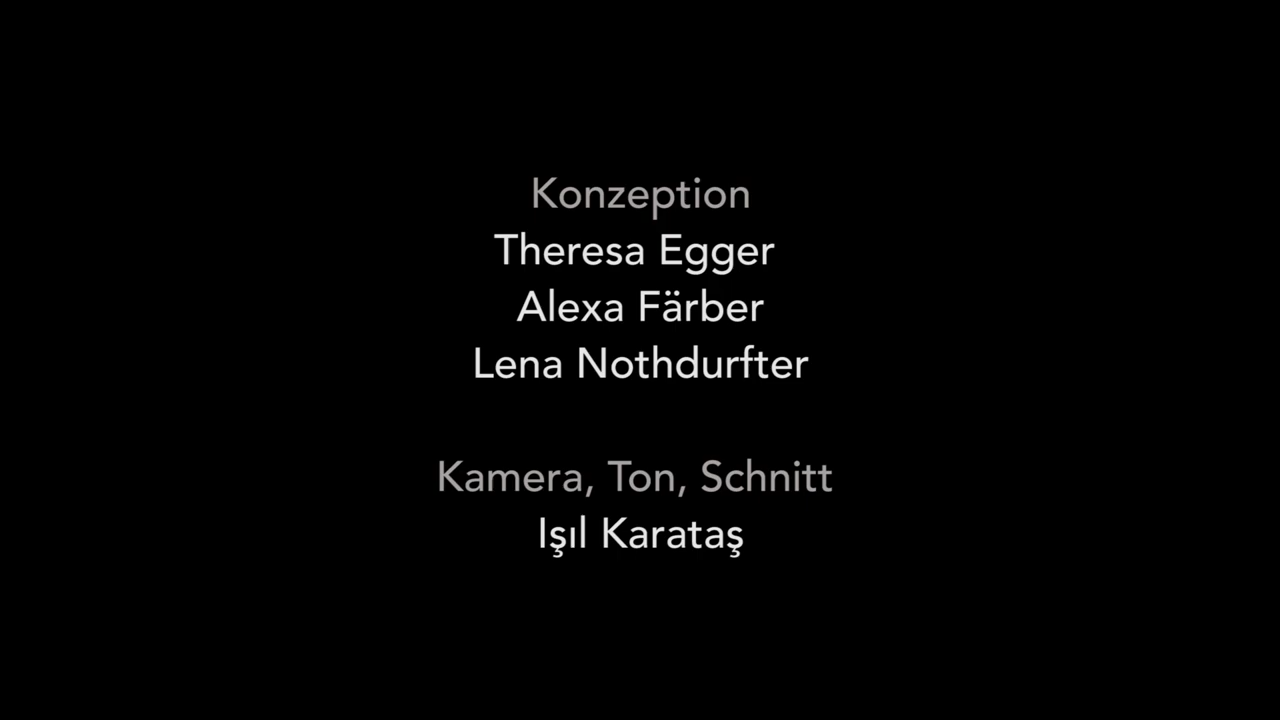 Konzeption
Theresa Egger
Alexa Färber
Lena Nothdurfter
Kamera, Ton, Schnitt
Işıl Karataş